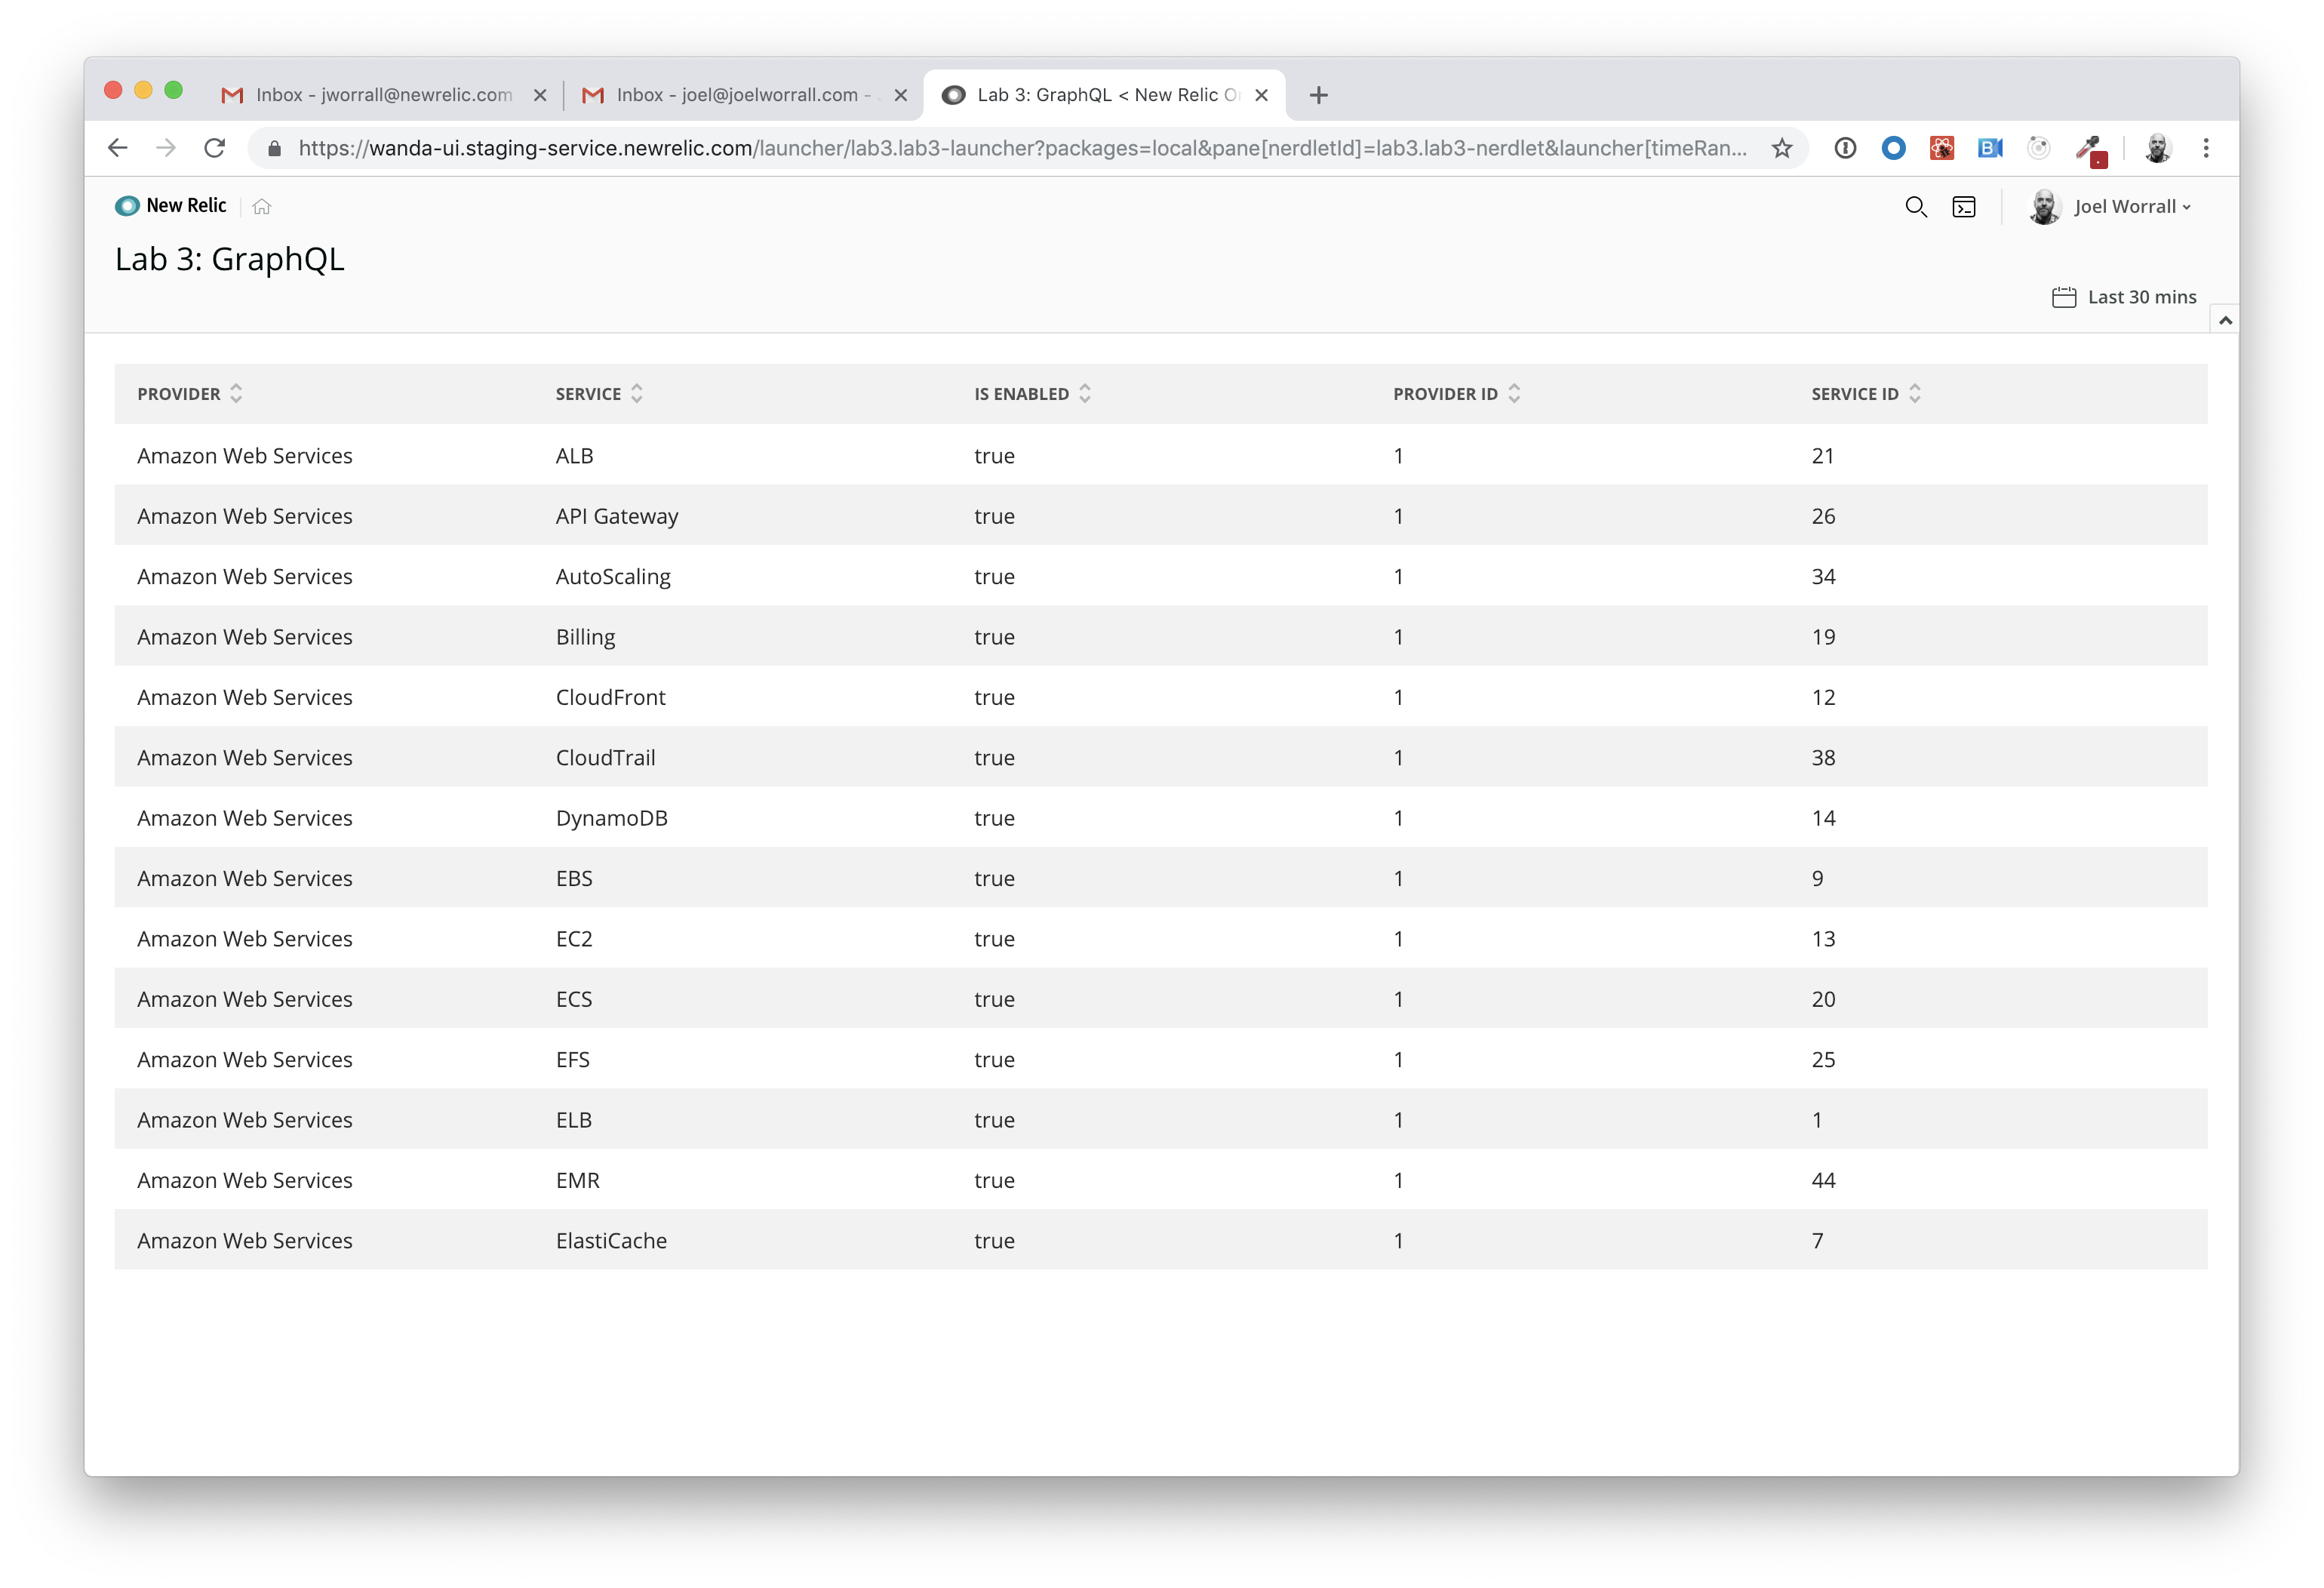 Inbox - jworrall@newrelic.com
Inbox - joel@joelworrall.com -
Lab 3: GraphQL < New Relic O
https://wanda-ui.staging-service.newrelic.com/launcher/lab3.lab3-launcher?packages=local&pane[nerdletId]=lab3.lab3-nerdlet&launcher[timeRan...
New Relic
Joel Worrall
Lab 3: GraphQL
Last 30 mins
PROVIDER SERVICE IS ENABLED PROVIDER ID SERVICE ID
Amazon Web Services ALB true 1 21
Amazon Web Services API Gateway true 1 26
Amazon Web Services AutoScaling true 1 34
Amazon Web Services Billing true 1 19
Amazon Web Services CloudFront true 1 12
Amazon Web Services CloudTrail true 1 38
Amazon Web Services DynamoDB true 1 14
Amazon Web Services EBS true 1 9
Amazon Web Services EC2 true 1 13
Amazon Web Services ECS true 1 20
Amazon Web Services EFS true 1 25
Amazon Web Services ELB true 1 1
Amazon Web Services EMR true 1 44
Amazon Web Services ElastiCache true 1 7